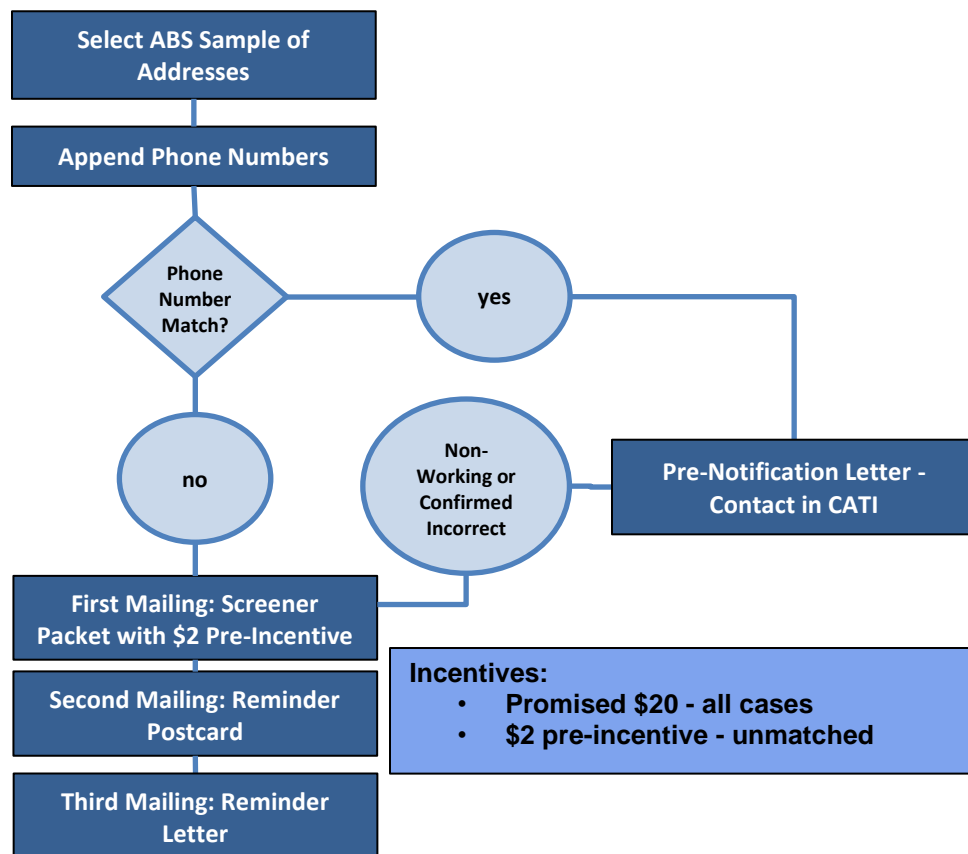 Select ABS Sample of
Addresses
Append Phone Numbers
Phone
Number
Match?
yes
no
Non-
Working or
Confirmed
Incorrect
Pre-Notification Letter -
Contact in CATI
First Mailing: Screener
Packet with $2 Pre-Incentive
Second Mailing: Reminder
Postcard
Third Mailing: Reminder
Letter
Incentives:
• Promised $20 - all cases
• $2 pre-incentive - unmatched